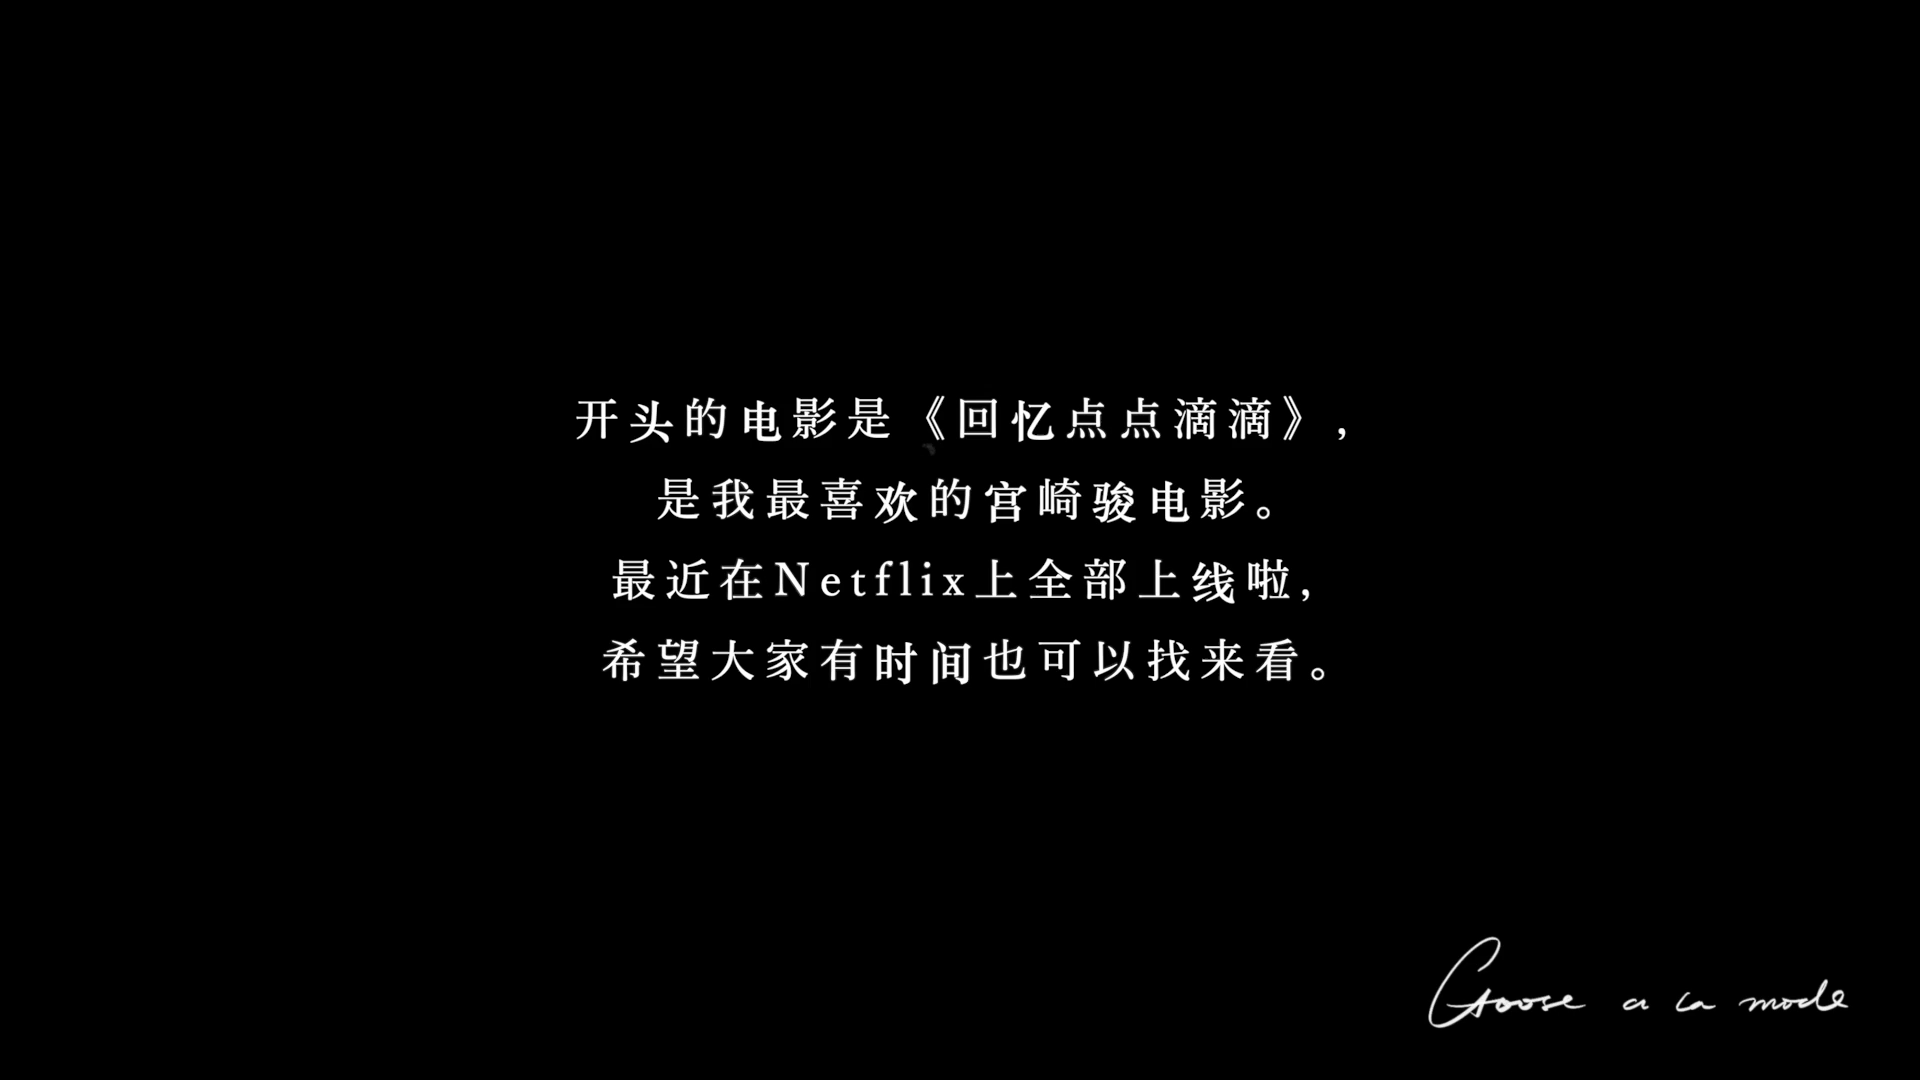 开头的电影是《回忆点点滴滴》,
是我最喜欢的宫崎骏电影。
最近在Netflix上全部上线啦,
希望大家有时间也可以找来看。
Goose a la mode